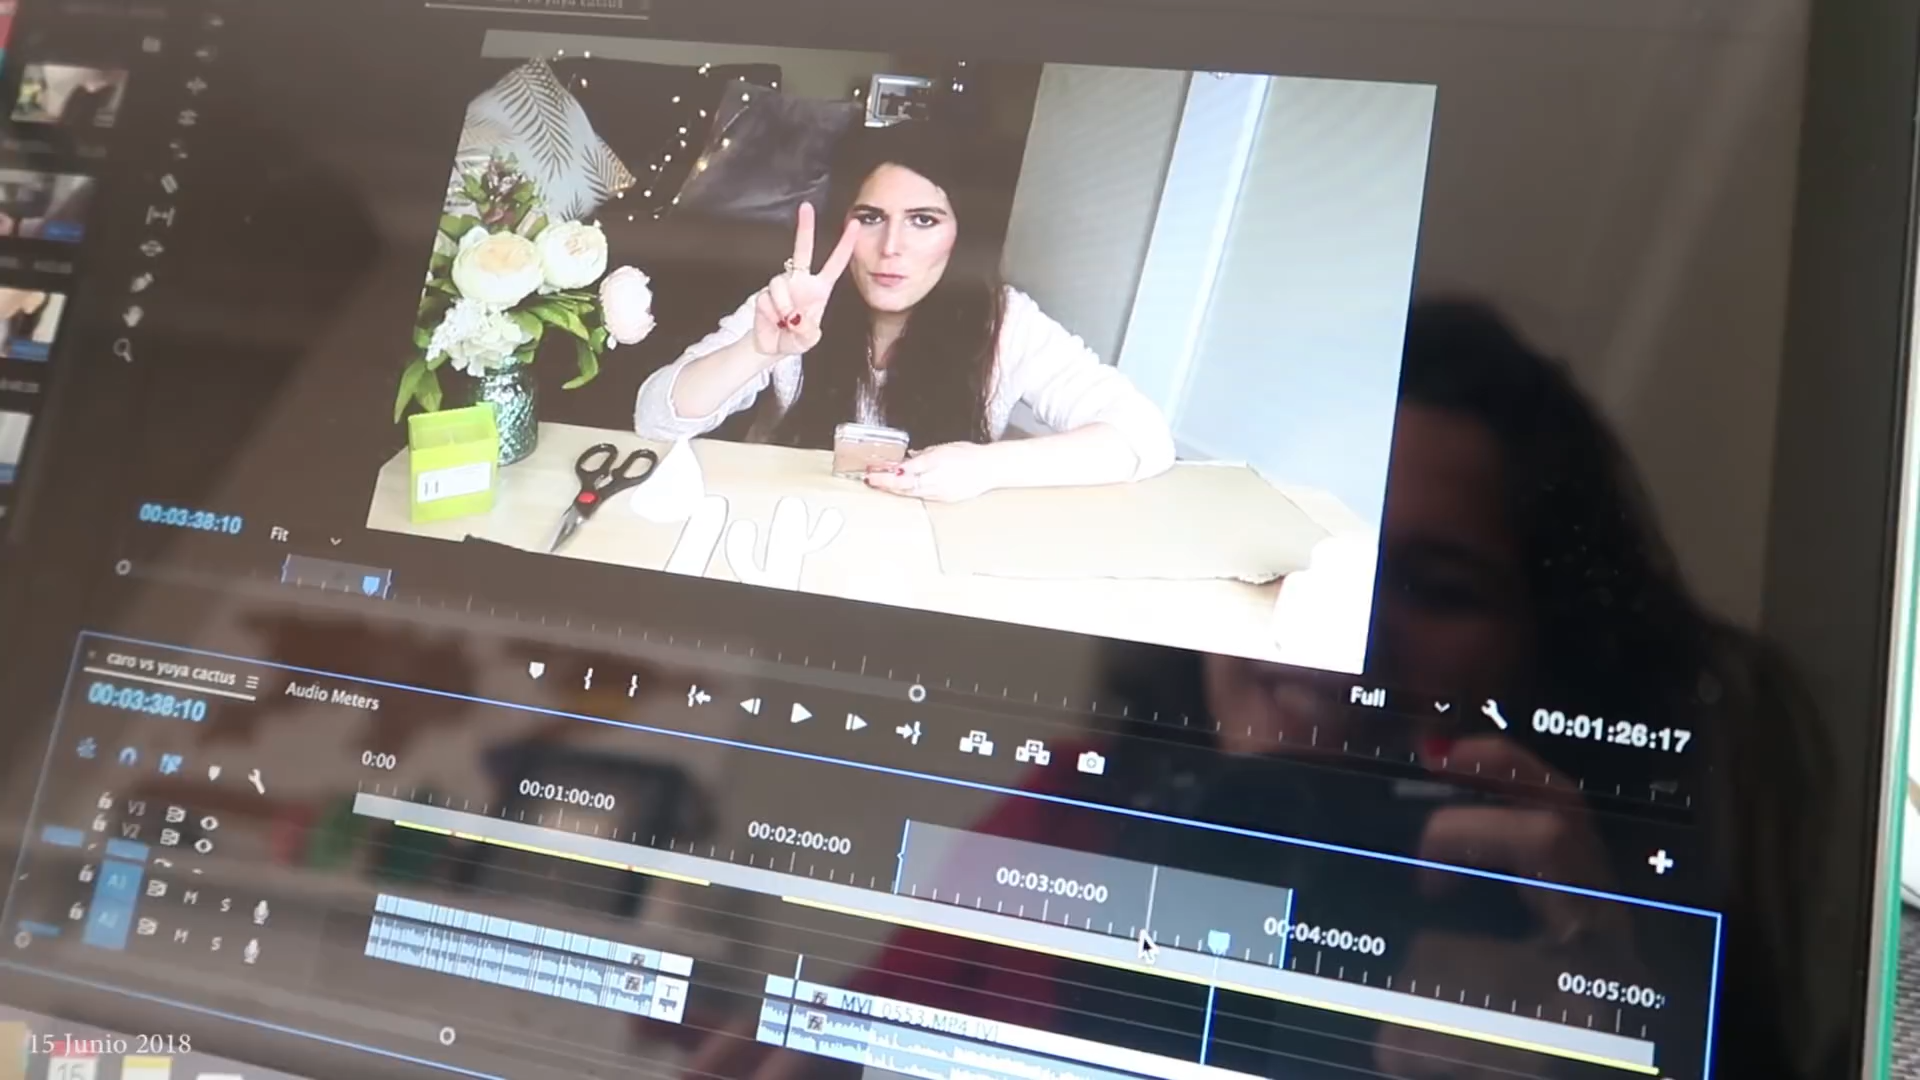 00:03:38:10
Fit
Full
00:01:26:17
caro vs yuya cactus
Audio Meters
00:03:38:10
0:00
00:01:00:00
00:02:00:00
00:03:00:00
00:04:00:00
00:05:00:
V3
V2
A1
M S
A2
M S
MVI_0553.MP4 [V]
15 Junio 2018
15